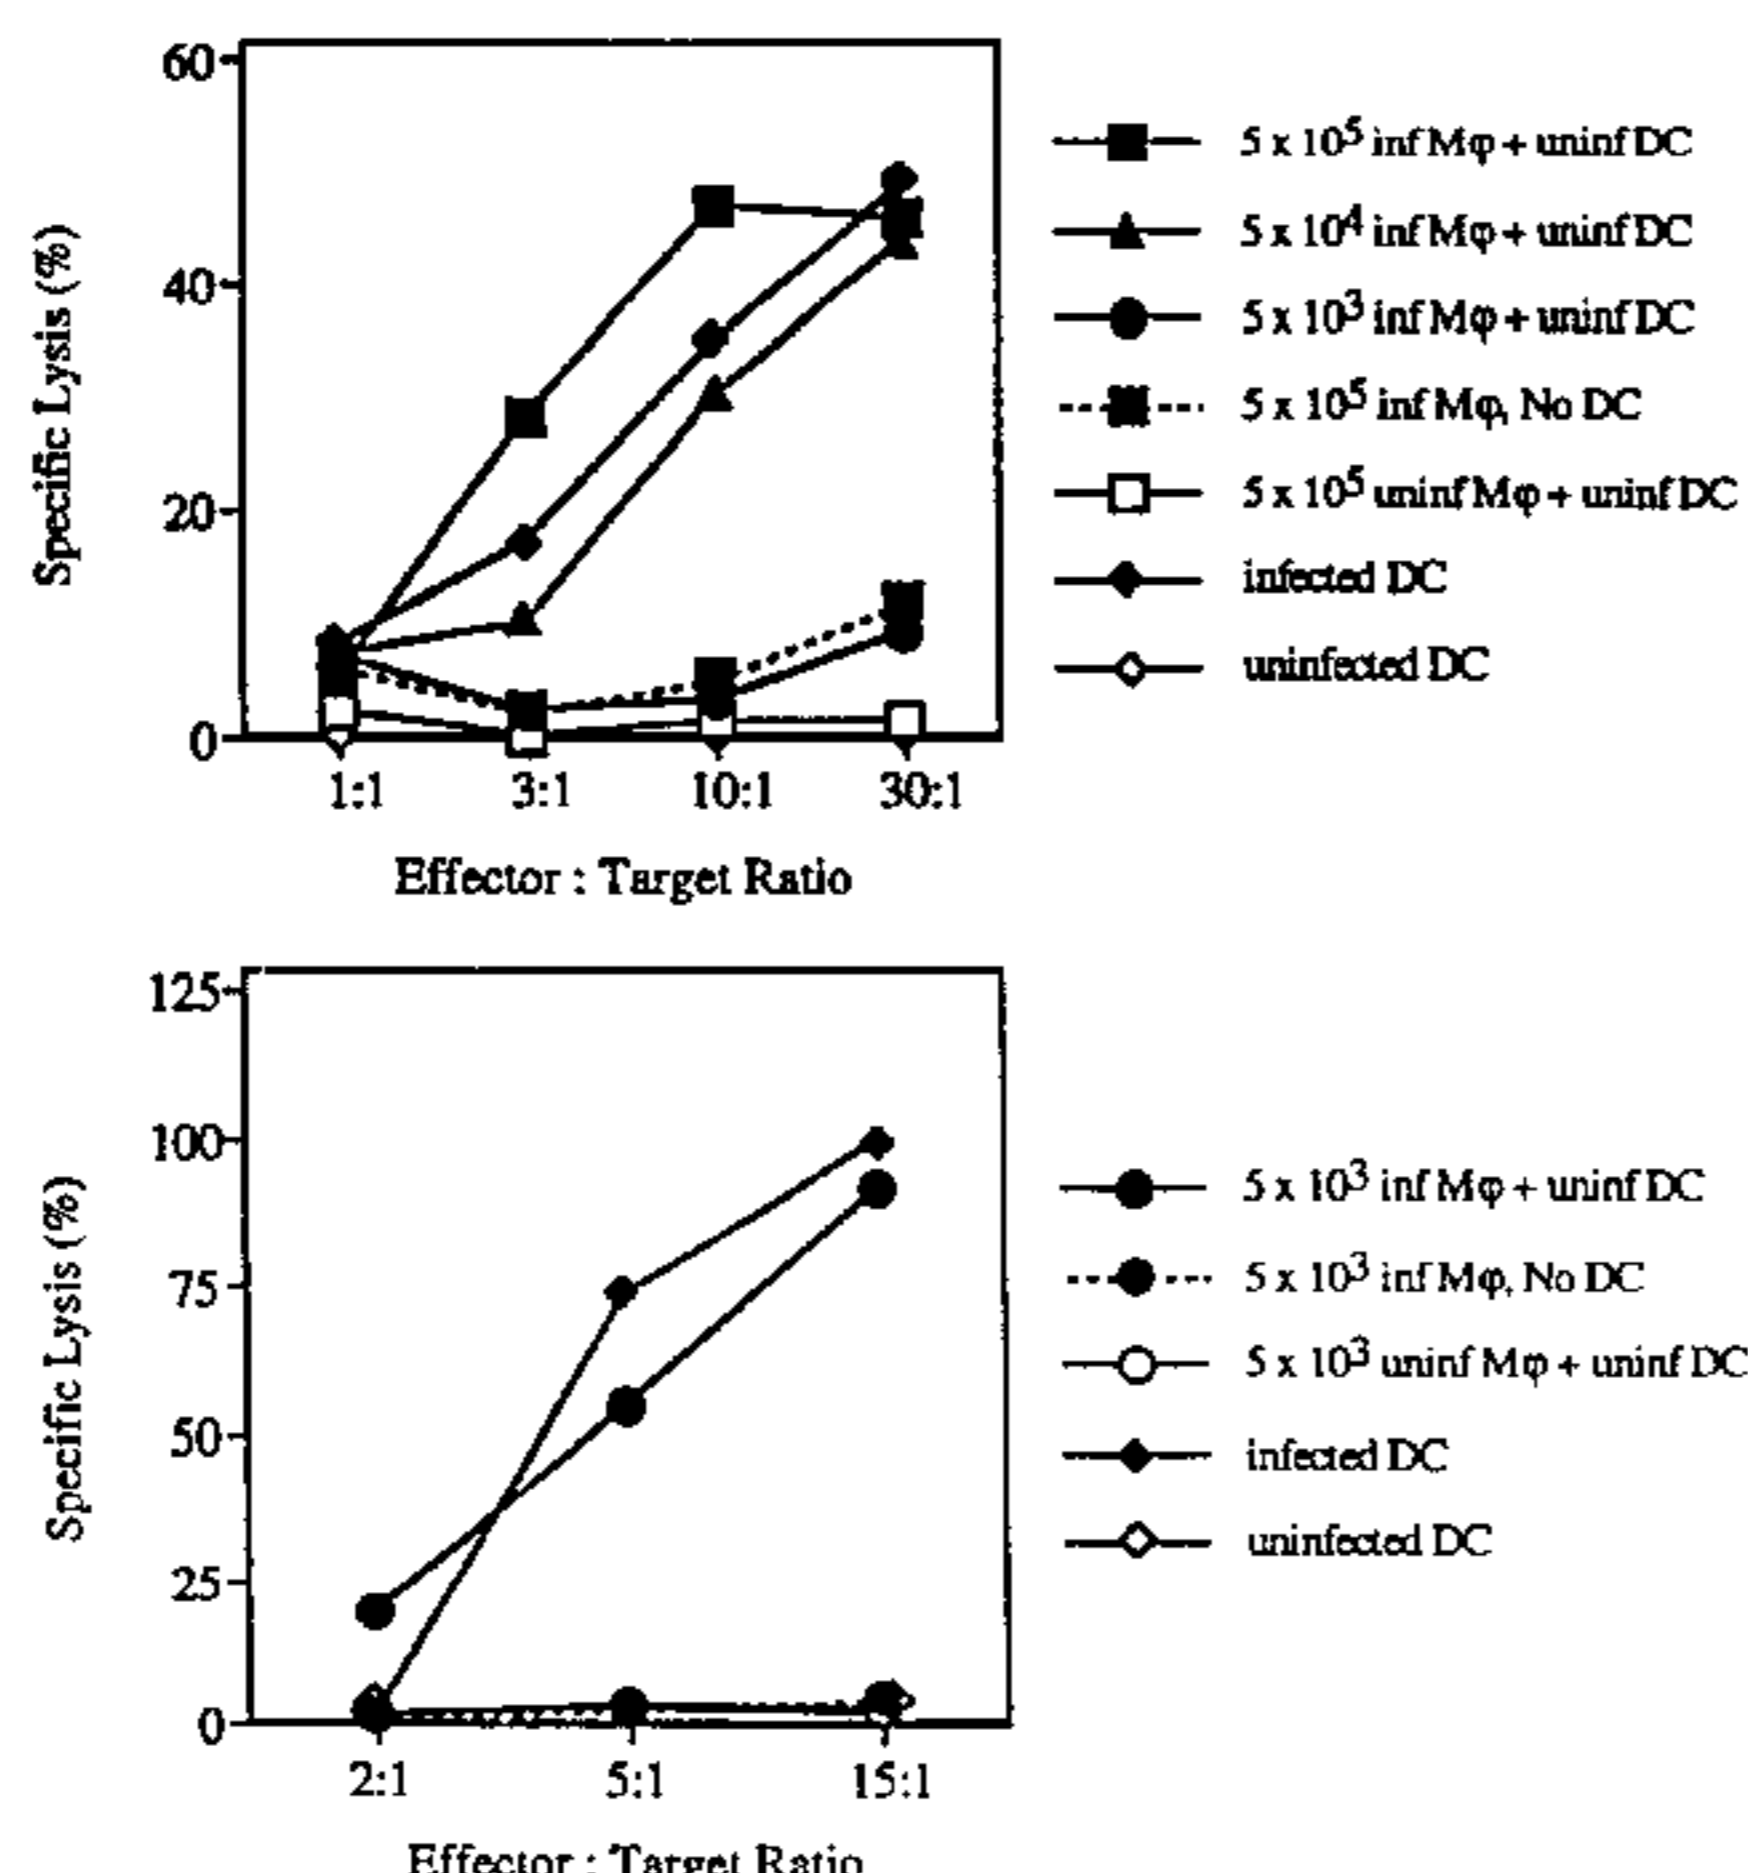 60
40
20
0
Specific Lysis (%)
1:1 3:1 10:1 30:1
Effector : Target Ratio
5 x 10⁵ inf Mφ + uninf DC
5 x 10⁴ inf Mφ + uninf DC
5 x 10³ inf Mφ + uninf DC
5 x 10⁵ inf Mφ, No DC
5 x 10⁵ uninf Mφ + uninf DC
infected DC
uninfected DC
125
100
75
50
25
0
Specific Lysis (%)
2:1 5:1 15:1
Effector : Target Ratio
5 x 10³ inf Mφ + uninf DC
5 x 10³ inf Mφ, No DC
5 x 10³ uninf Mφ + uninf DC
infected DC
uninfected DC